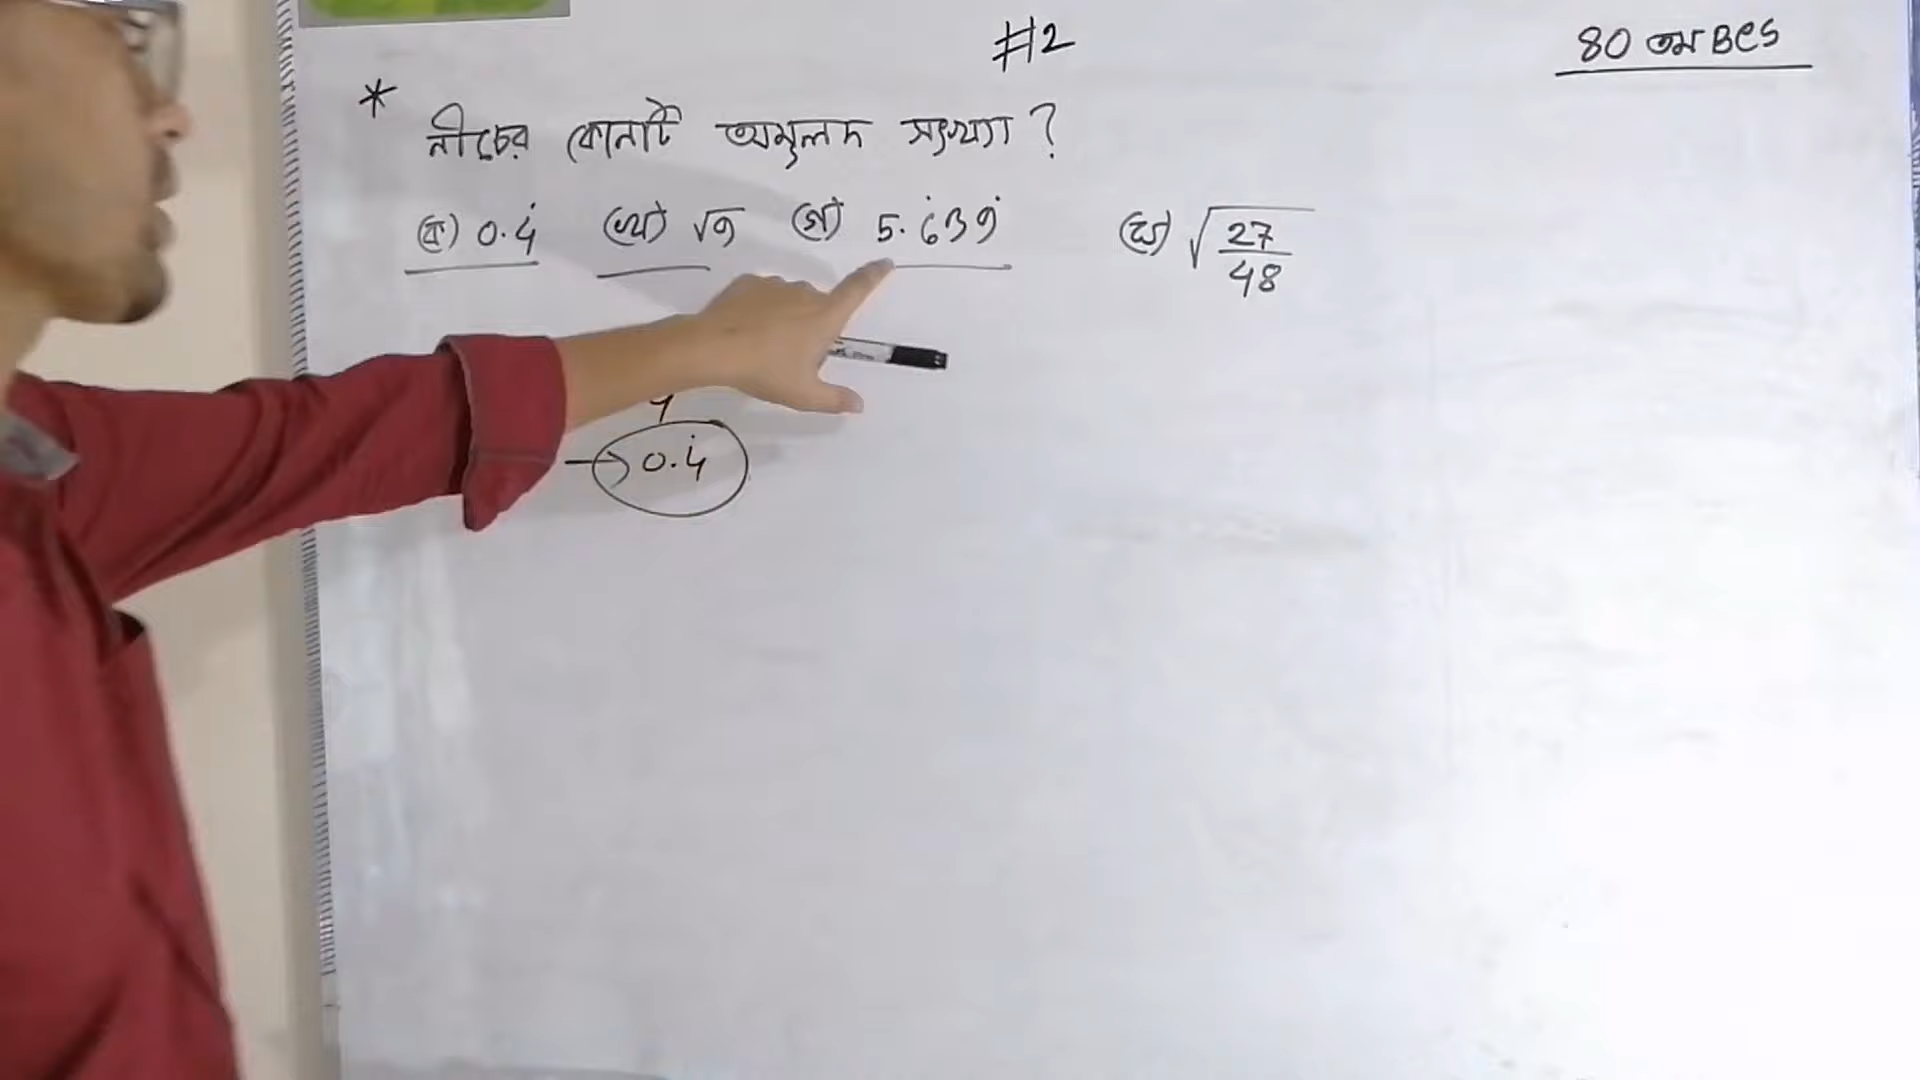 #2
80 তম BCS
* নীচের কোনটি অমূলদ সংখ্যা ?
(ক) 0.4̇ (খ) √9 (গ) 5.6̇39̇ (ঘ) √27/48
→ 0.4̇